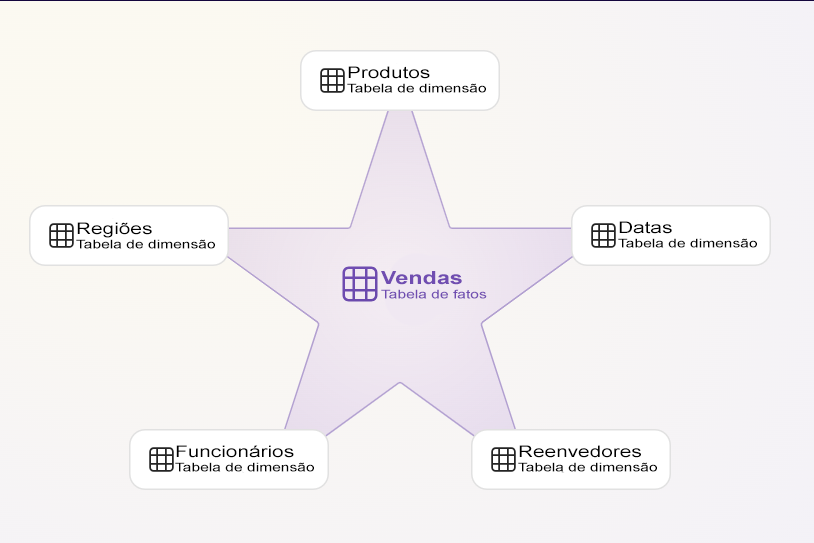 Produtos
Tabela de dimensão
Regiões
Tabela de dimensão
Datas
Tabela de dimensão
Vendas
Tabela de fatos
Funcionários
Tabela de dimensão
Reenvedores
Tabela de dimensão